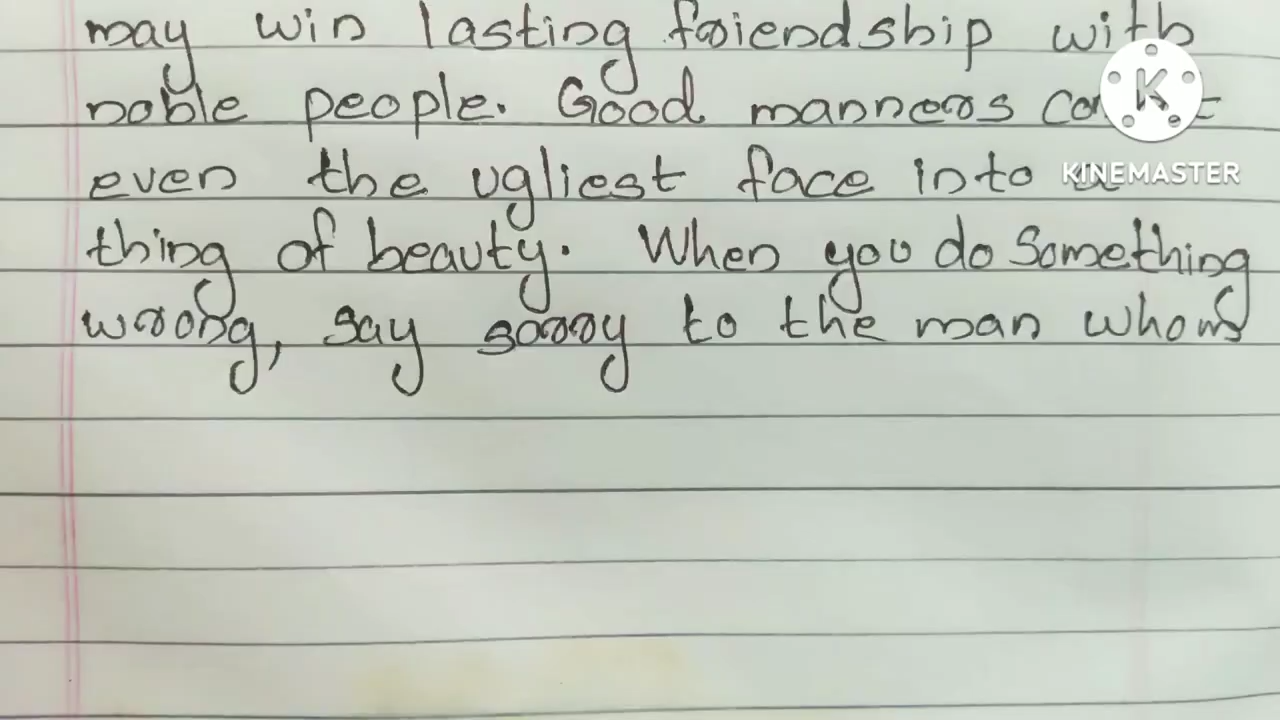 may win lasting friendship with
noble people. Good manners
even the ugliest face into a
thing of beauty. When you do Something
wrong, say sorry to the man whom
K
KINEMASTER